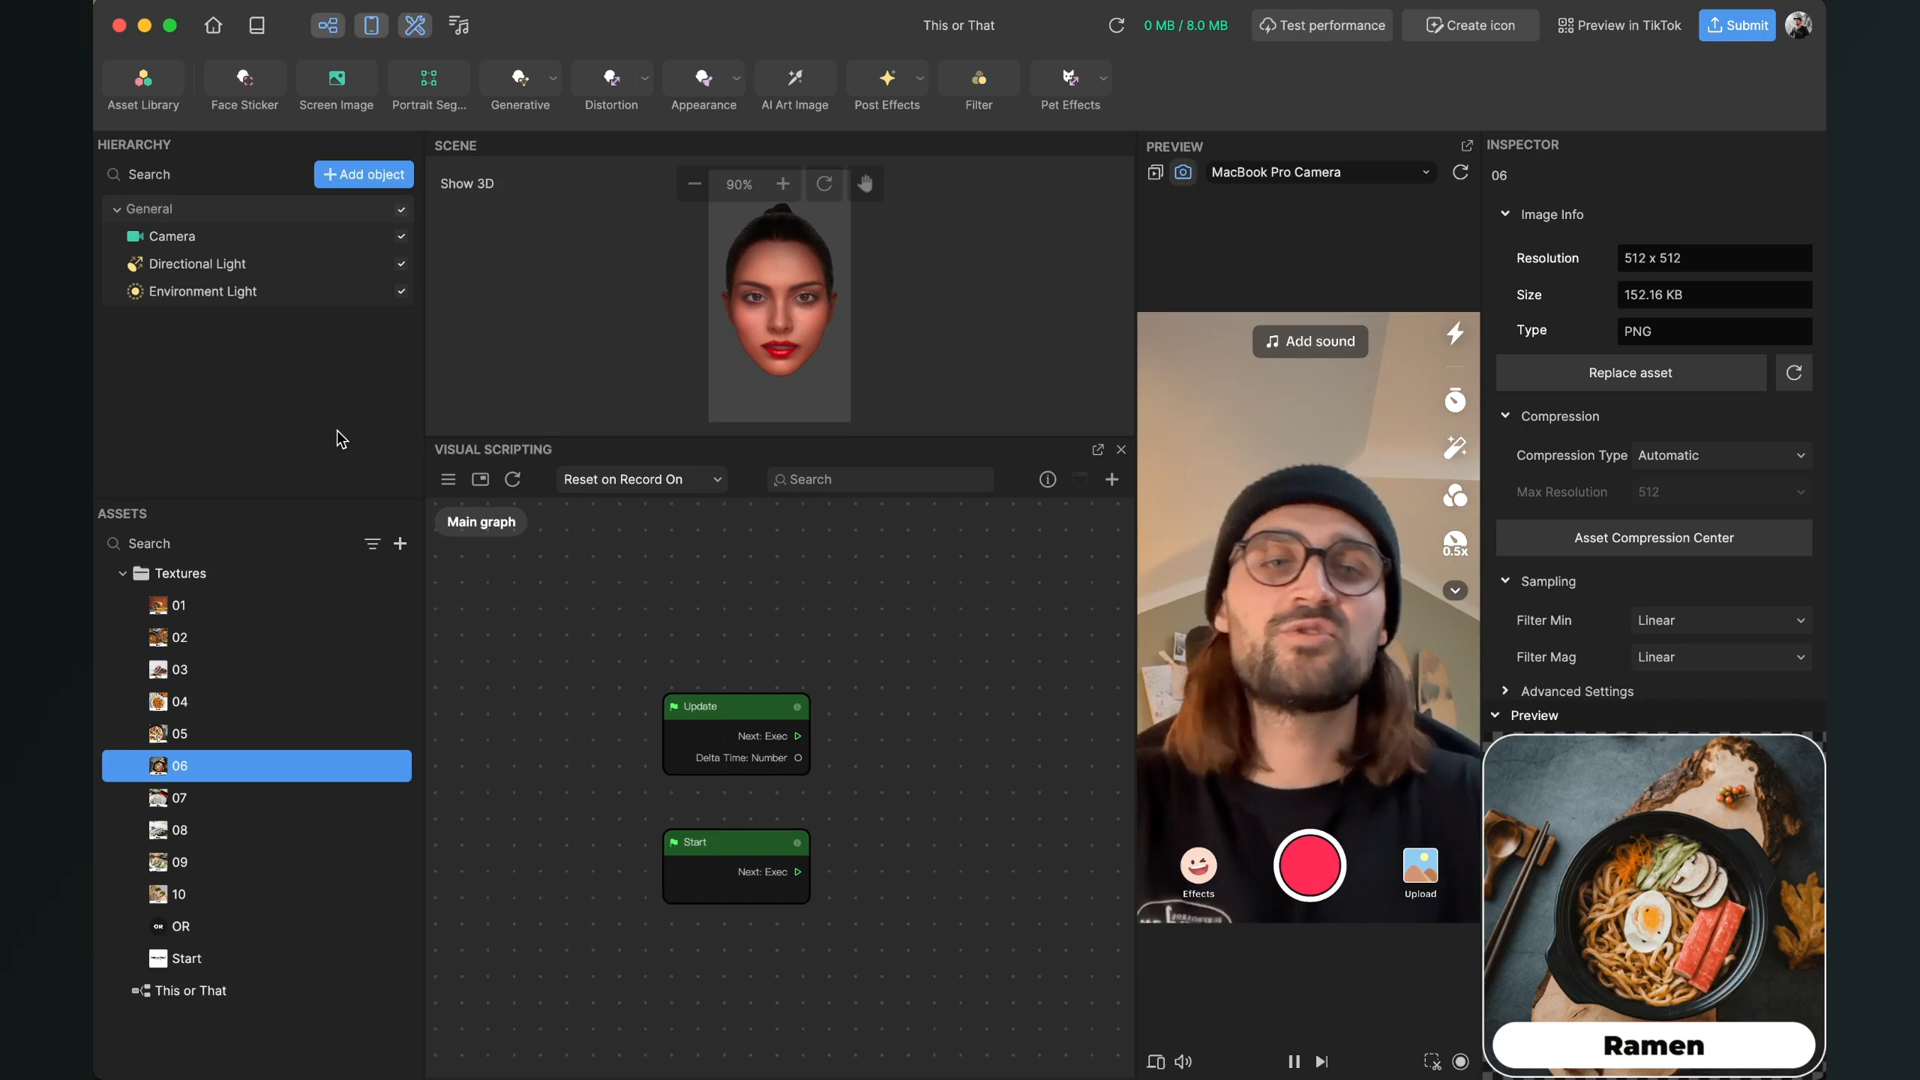 This or That
0 MB / 8.0 MB
Test performance
Create icon
Preview in TikTok
Submit
Asset Library
Face Sticker
Screen Image
Portrait Seg...
Generative
Distortion
Appearance
AI Art Image
Post Effects
Filter
Pet Effects
HIERARCHY
Search
Add object
General
Camera
Directional Light
Environment Light
ASSETS
Search
Textures
01
02
03
04
05
06
07
08
09
10
OR
OR
Start
This or That
SCENE
Show 3D
90%
VISUAL SCRIPTING
Reset on Record On
Search
Main graph
Update
Next: Exec
Delta Time: Number
Start
Next: Exec
PREVIEW
MacBook Pro Camera
Add sound
0.5x
Effects
Upload
INSPECTOR
06
Image Info
Resolution 512 x 512
Size 152.16 KB
Type PNG
Replace asset
Compression
Compression Type Automatic
Max Resolution 512
Asset Compression Center
Sampling
Filter Min Linear
Filter Mag Linear
Advanced Settings
Preview
Ramen